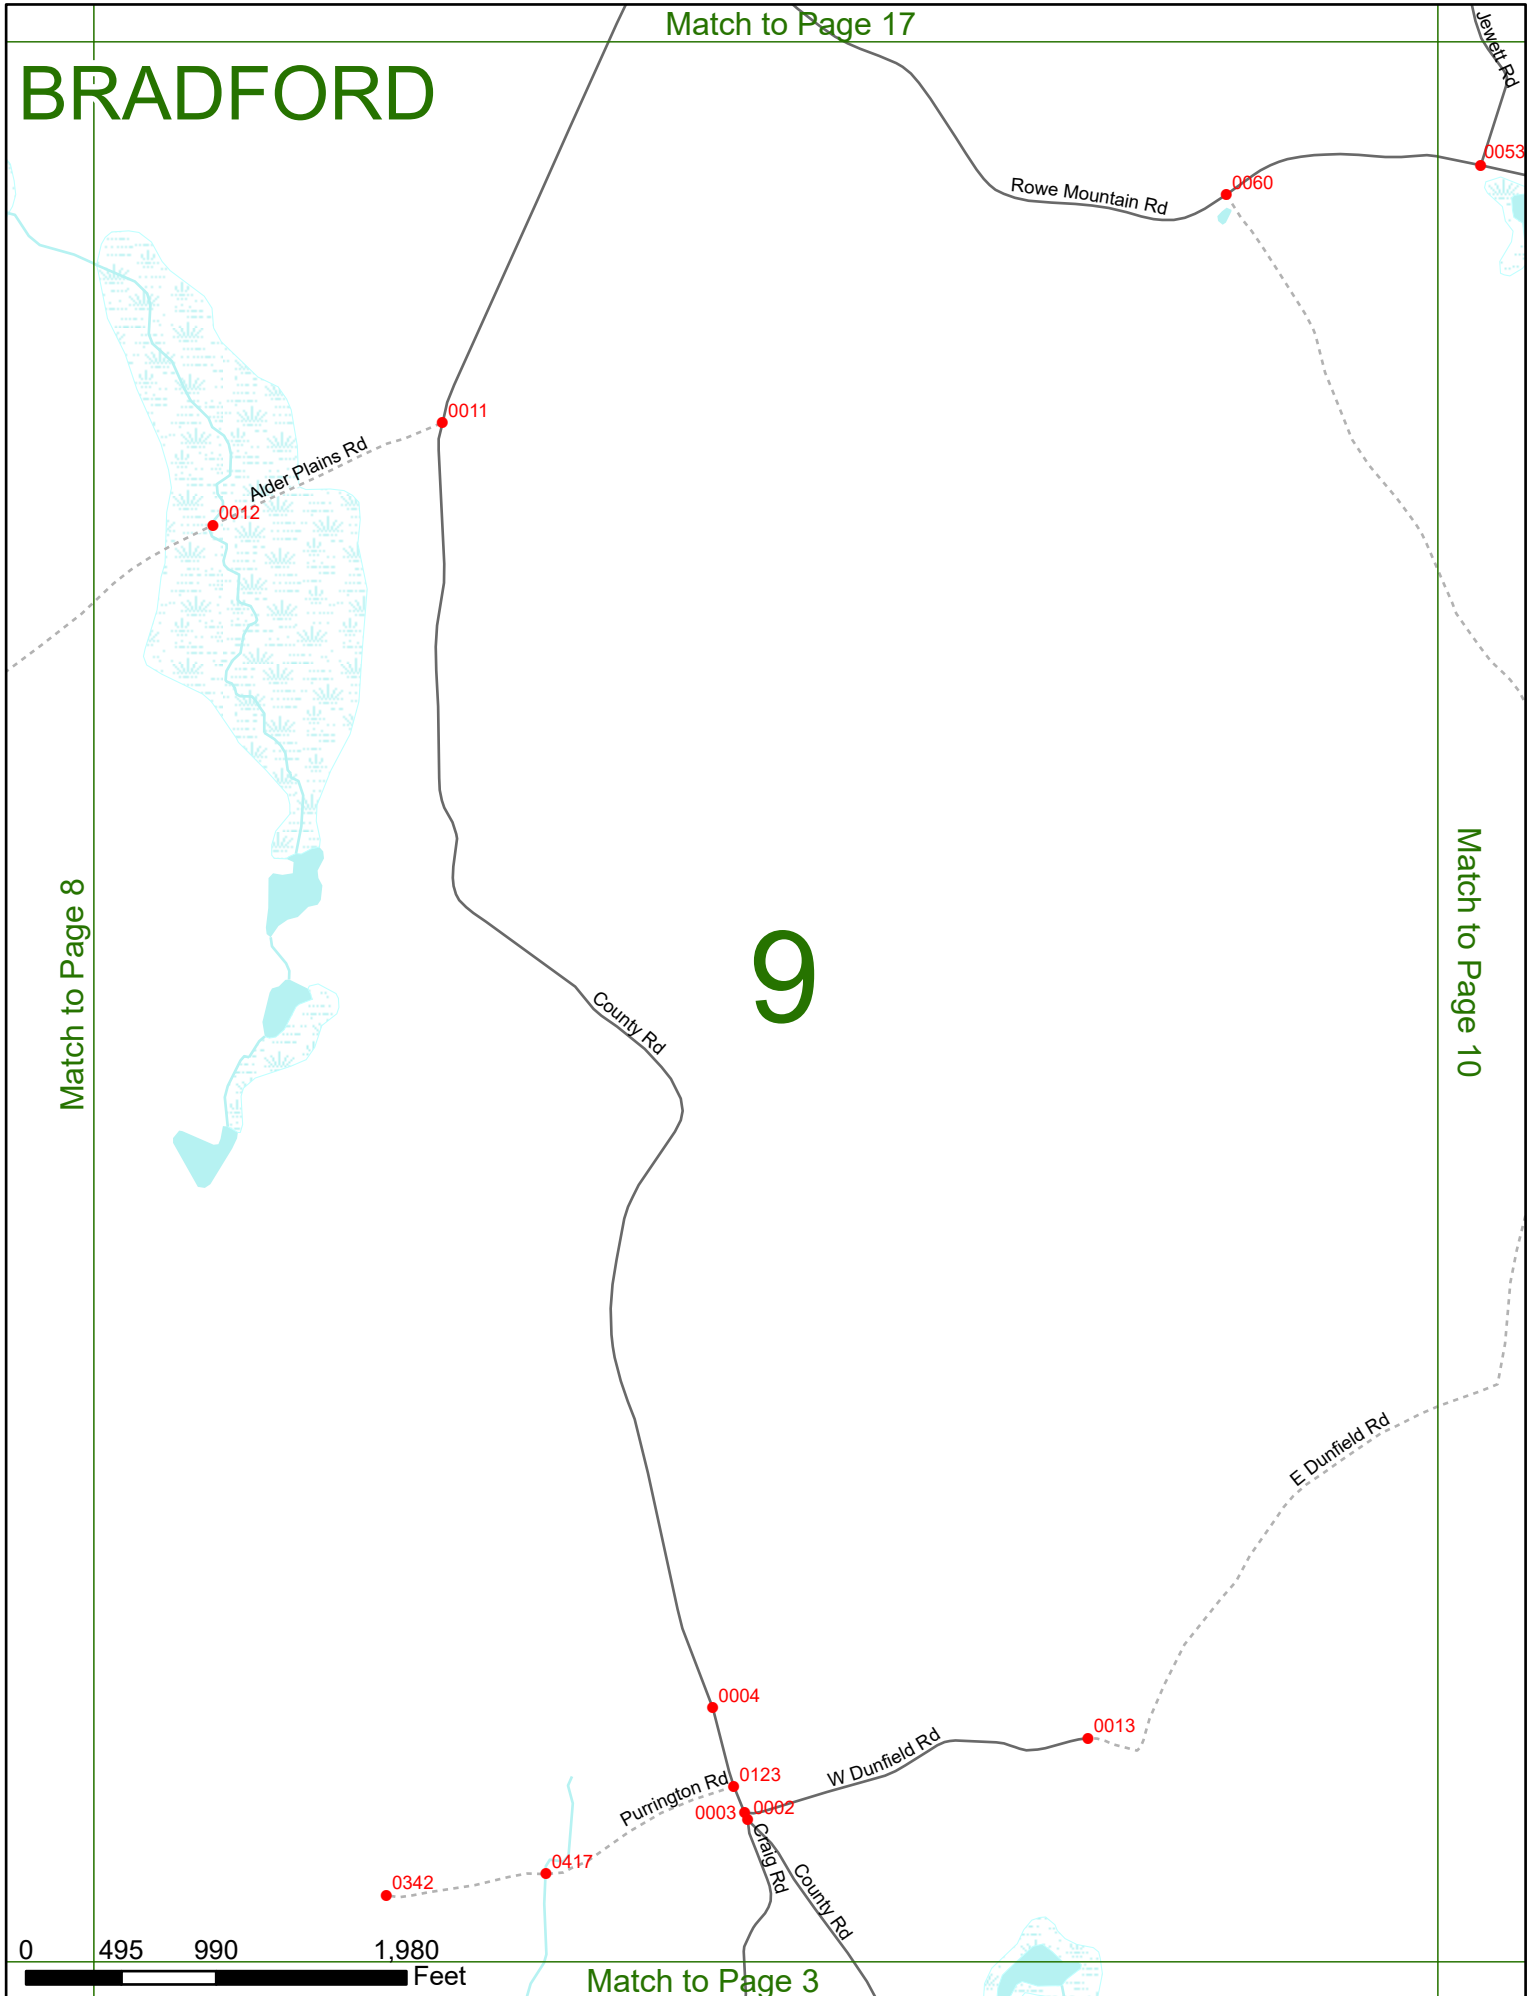 Match to Page 17
BRADFORD
Jewett Rd
0053
0060
Rowe Mountain Rd
0011
Alder Plains Rd
0012
Match to Page 8
9
Match to Page 10
County Rd
E Dunfield Rd
0004
0013
W Dunfield Rd
0123
Purrington Rd
0003
0002
Craig Rd
County Rd
0417
0342
0 495 990 1,980
Feet
Match to Page 3